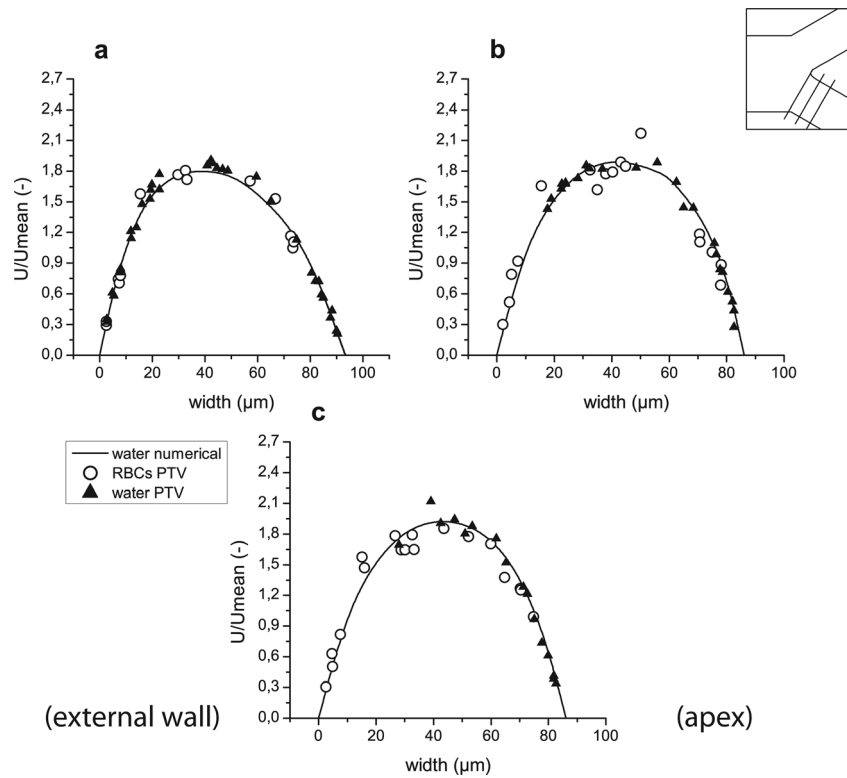 a
2,7
2,4
2,1
1,8
1,5
1,2
0,9
0,6
0,3
0,0
U/Umean (-)
0 20 40 60 80 100
width (µm)
b
2,7
2,4
2,1
1,8
1,5
1,2
0,9
0,6
0,3
0,0
U/Umean (-)
0 20 40 60 80 100
width (µm)
water numerical
RBCs PTV
water PTV
c
2,7
2,4
2,1
1,8
1,5
1,2
0,9
0,6
0,3
0,0
U/Umean (-)
0 20 40 60 80 100
width (µm)
(external wall)
(apex)